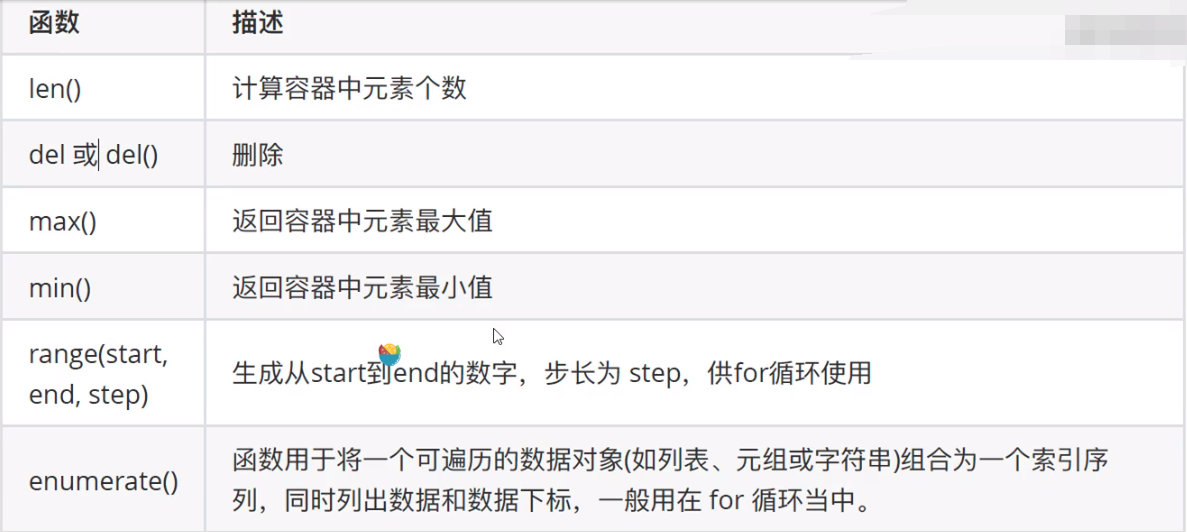 函数 描述
len() 计算容器中元素个数
del 或 del() 删除
max() 返回容器中元素最大值
min() 返回容器中元素最小值
range(start,
end, step)
生成从start到end的数字，步长为 step，供for循环使用
enumerate()
函数用于将一个可遍历的数据对象(如列表、元组或字符串)组合为一个索引序
列，同时列出数据和数据下标，一般用在 for 循环当中。